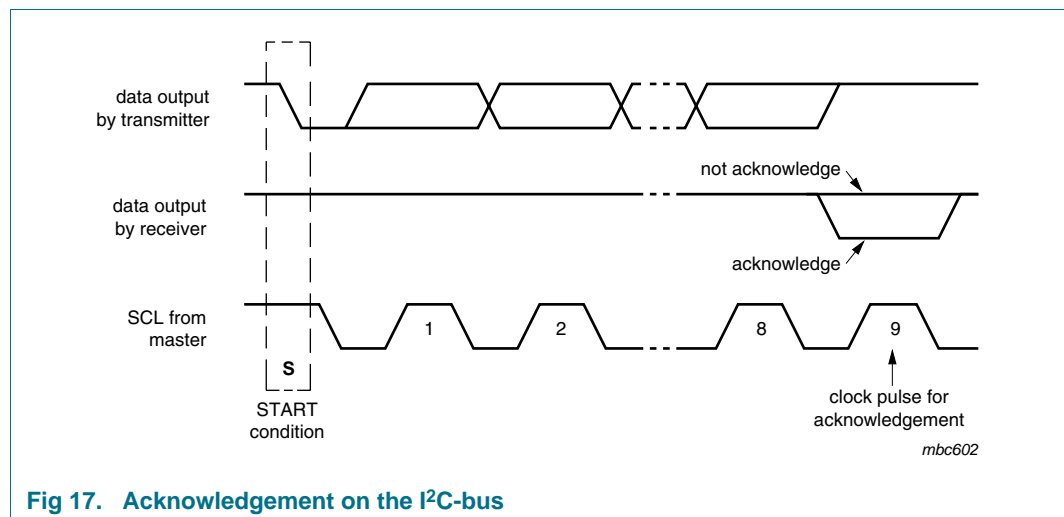 data output
by transmitter
not acknowledge
data output
by receiver
acknowledge
SCL from
master
1
2
8
9
S
START
condition
clock pulse for
acknowledgement
mbc602
Fig 17. Acknowledgement on the I²C-bus